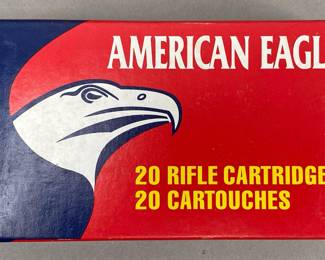 AMERICAN EAGL
20 RIFLE CARTRIDGE
20 CARTOUCHES